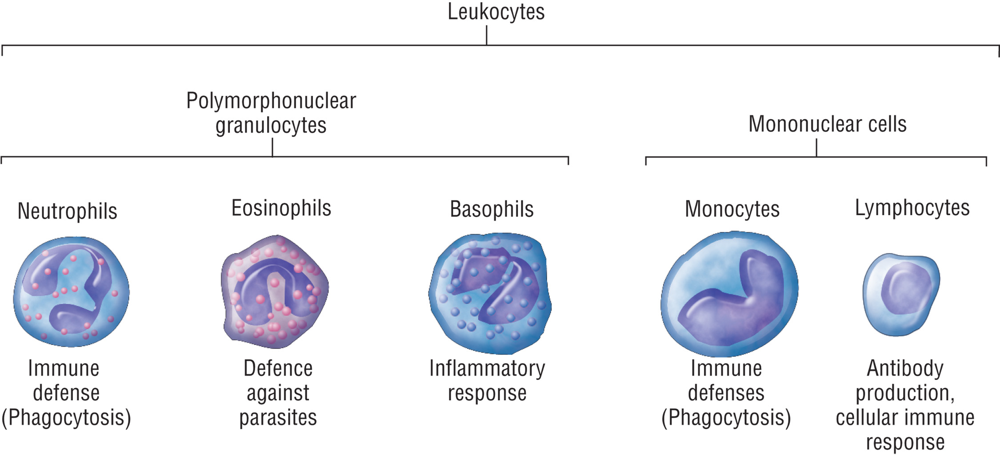 Leukocytes
Polymorphonuclear
granulocytes
Mononuclear cells
Neutrophils
Eosinophils
Basophils
Monocytes
Lymphocytes
Immune
defense
(Phagocytosis)
Defence
against
parasites
Inflammatory
response
Immune
defenses
(Phagocytosis)
Antibody
production,
cellular immune
response